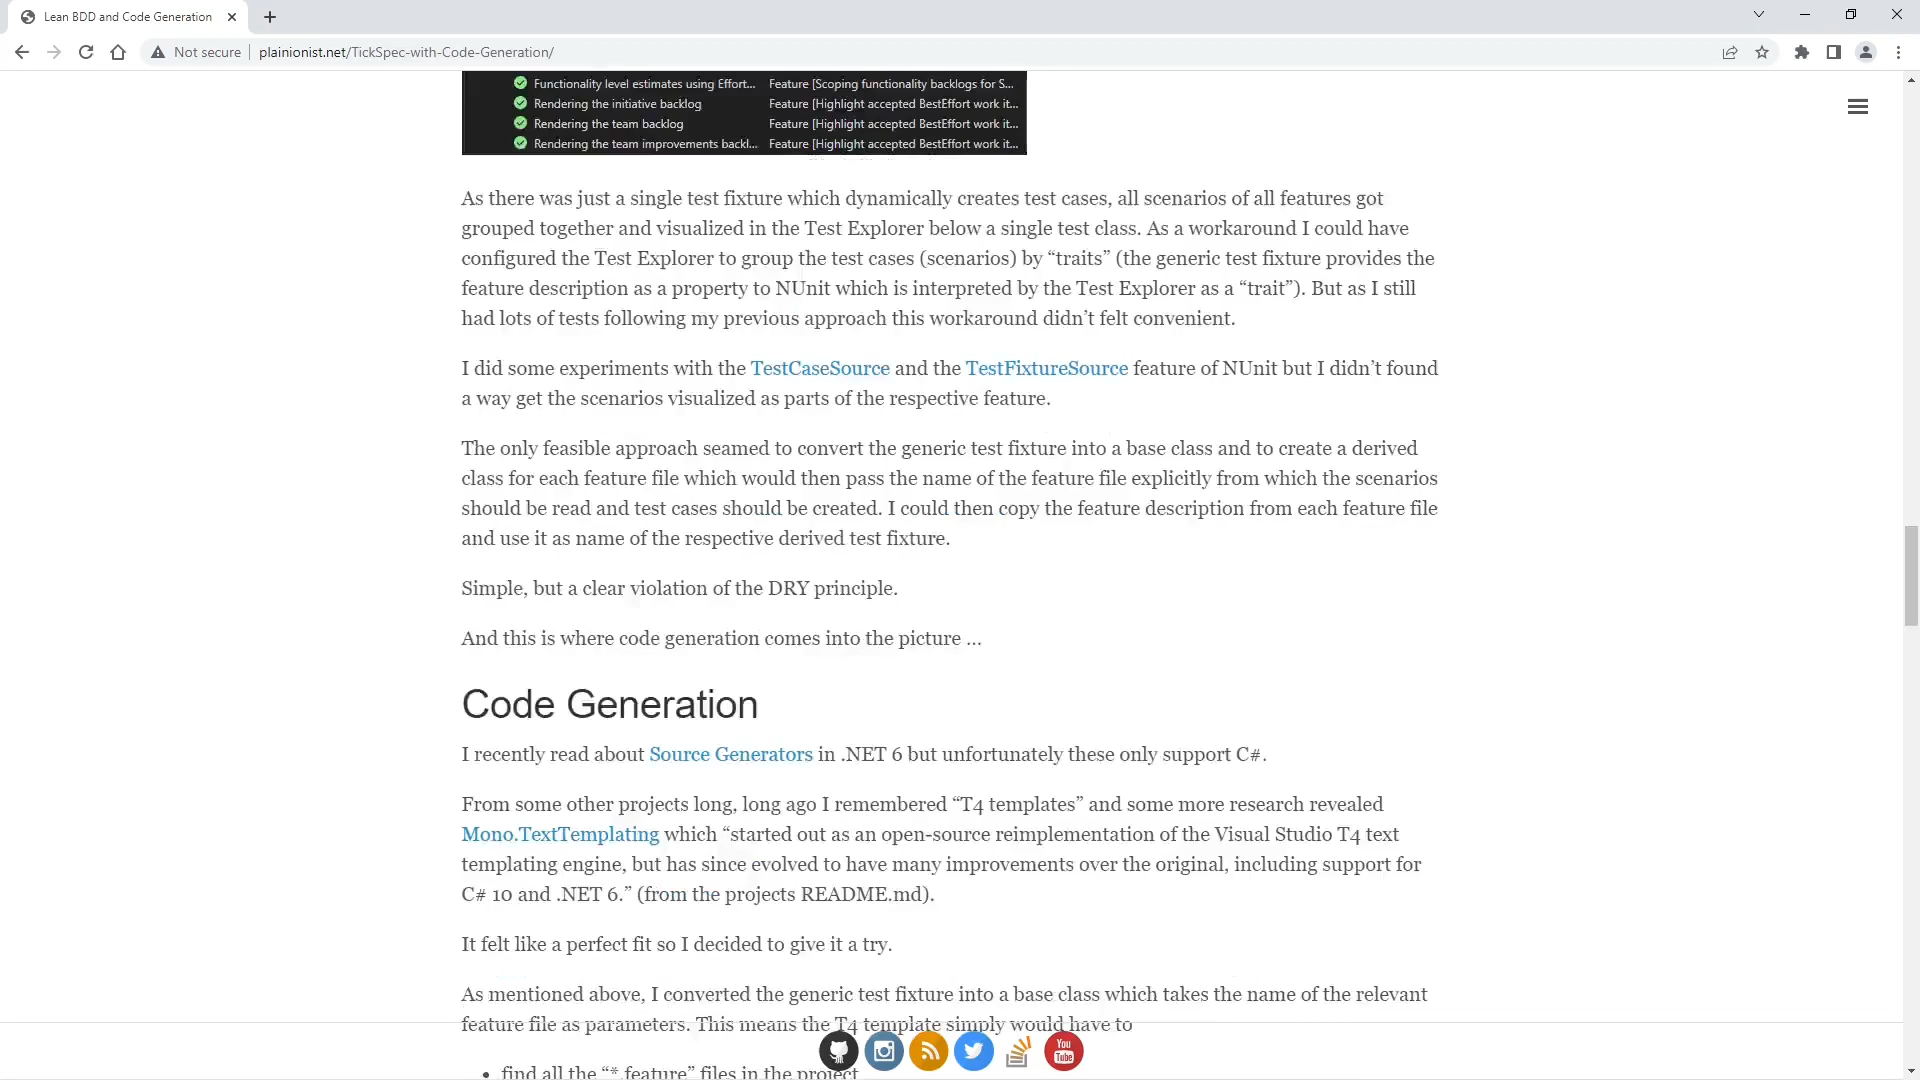 Lean BDD and Code Generation
Not secure
plainionist.net/TickSpec-with-Code-Generation/
Functionality level estimates using Effort... Feature [Scoping functionality backlogs for S...
Rendering the initiative backlog Feature [Highlight accepted BestEffort work it...
Rendering the team backlog Feature [Highlight accepted BestEffort work it...
Rendering the team improvements backl... Feature [Highlight accepted BestEffort work it...
As there was just a single test fixture which dynamically creates test cases, all scenarios of all features got
grouped together and visualized in the Test Explorer below a single test class. As a workaround I could have
configured the Test Explorer to group the test cases (scenarios) by “traits” (the generic test fixture provides the
feature description as a property to NUnit which is interpreted by the Test Explorer as a “trait”). But as I still
had lots of tests following my previous approach this workaround didn’t felt convenient.
I did some experiments with the TestCaseSource and the TestFixtureSource feature of NUnit but I didn’t found
a way get the scenarios visualized as parts of the respective feature.
The only feasible approach seamed to convert the generic test fixture into a base class and to create a derived
class for each feature file which would then pass the name of the feature file explicitly from which the scenarios
should be read and test cases should be created. I could then copy the feature description from each feature file
and use it as name of the respective derived test fixture.
Simple, but a clear violation of the DRY principle.
And this is where code generation comes into the picture ...
Code Generation
I recently read about Source Generators in .NET 6 but unfortunately these only support C#.
From some other projects long, long ago I remembered “T4 templates” and some more research revealed
Mono.TextTemplating which “started out as an open-source reimplementation of the Visual Studio T4 text
templating engine, but has since evolved to have many improvements over the original, including support for
C# 10 and .NET 6.” (from the projects README.md).
It felt like a perfect fit so I decided to give it a try.
As mentioned above, I converted the generic test fixture into a base class which takes the name of the relevant
feature file as parameters. This means the T4 template simply would have to
You Tube
• find all the “*.feature” files in the project